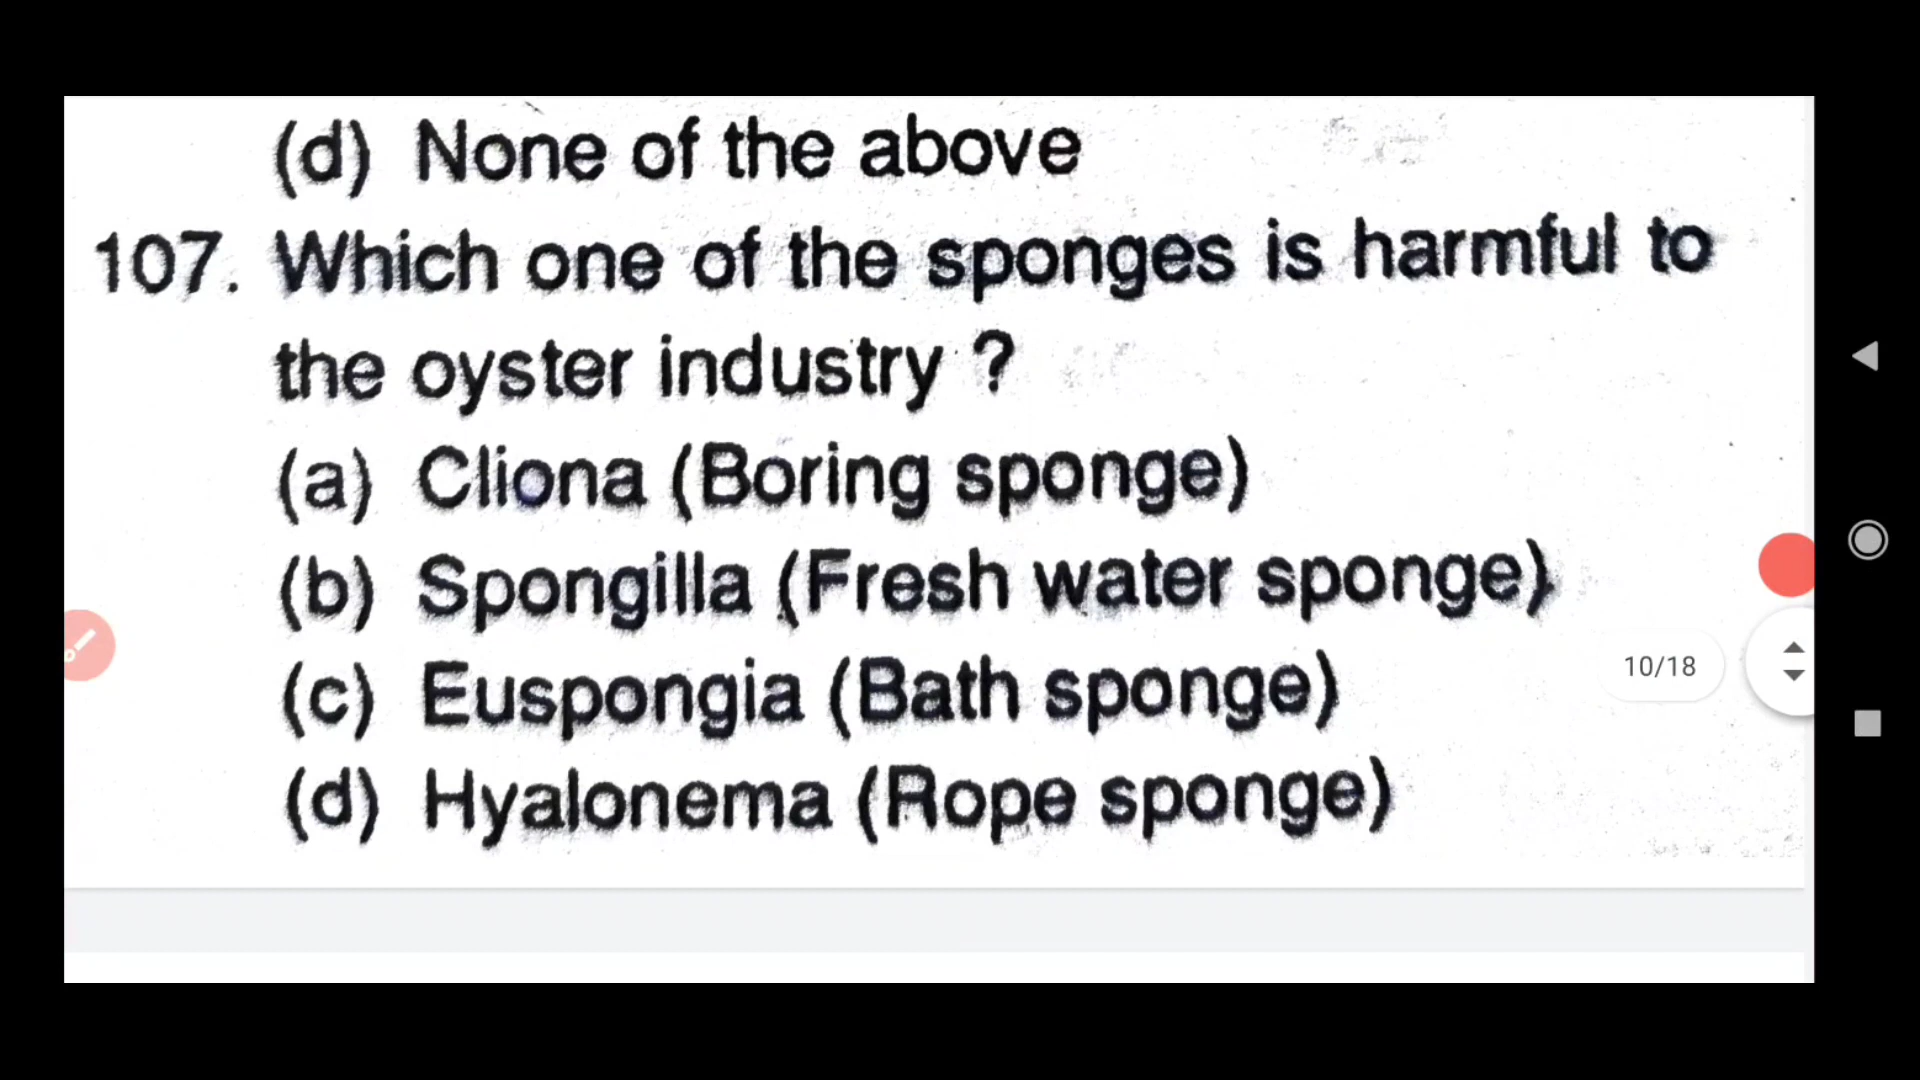 (d) None of the above
107. Which one of the sponges is harmful to
the oyster industry ?
(a) Cliona (Boring sponge)
(b) Spongilla (Fresh water sponge)
(c) Euspongia (Bath sponge)
10/18
(d) Hyalonema (Rope sponge)